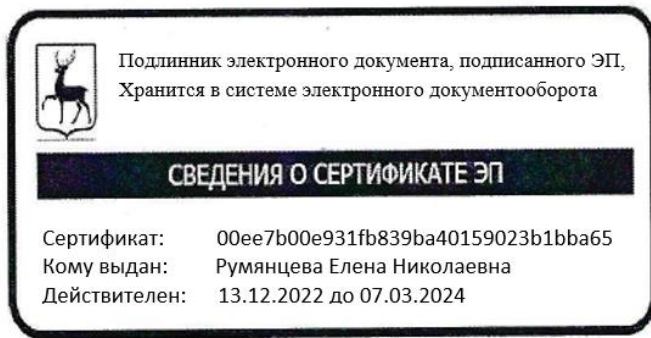 Подлинник электронного документа, подписанного ЭП,
Хранится в системе электронного документооборота
СВЕДЕНИЯ О СЕРТИФИКАТЕ ЭП
Сертификат: 00ee7b00e931fb839ba40159023b1bba65
Кому выдан: Румянцева Елена Николаевна
Действителен: 13.12.2022 до 07.03.2024